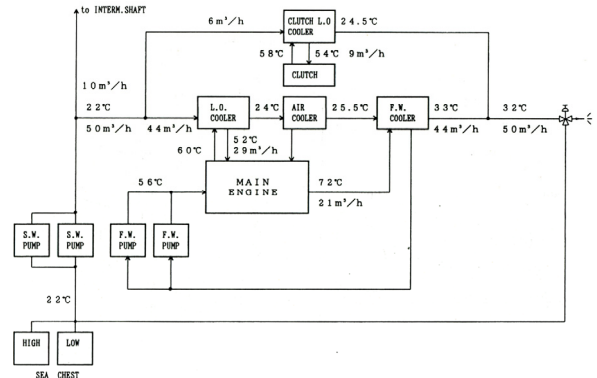 to INTERM.SHAFT
6m³/h
CLUTCH L.O
COOLER
24.5℃
58℃
54℃ 9m³/h
CLUTCH
10m³/h
22℃
50m³/h
44m³/h
L.O.
COOLER
24℃
AIR
COOLER
25.5℃
F.W.
COOLER
33℃
44m³/h
32℃
50m³/h
60℃
52℃
29m³/h
56℃
MAIN
ENGINE
72℃
21m³/h
S.W.
PUMP
S.W.
PUMP
F.W.
PUMP
F.W.
PUMP
22℃
HIGH
LOW
SEA CHEST